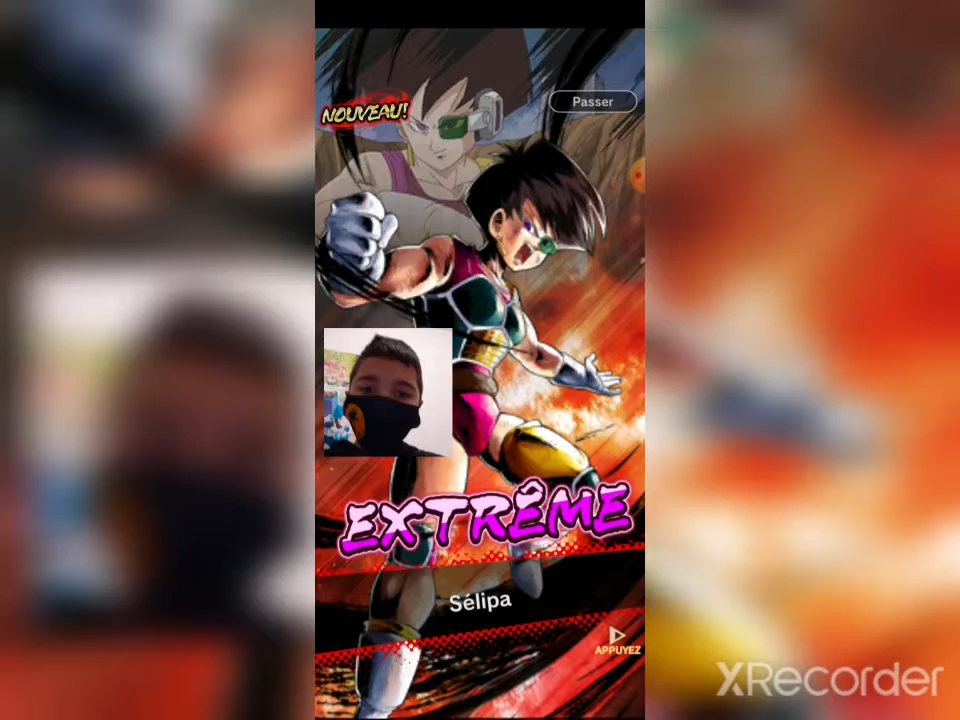 NOUVEAU!
Passer
EXTRÊME
Sélipa
APPUYEZ
XRecorder